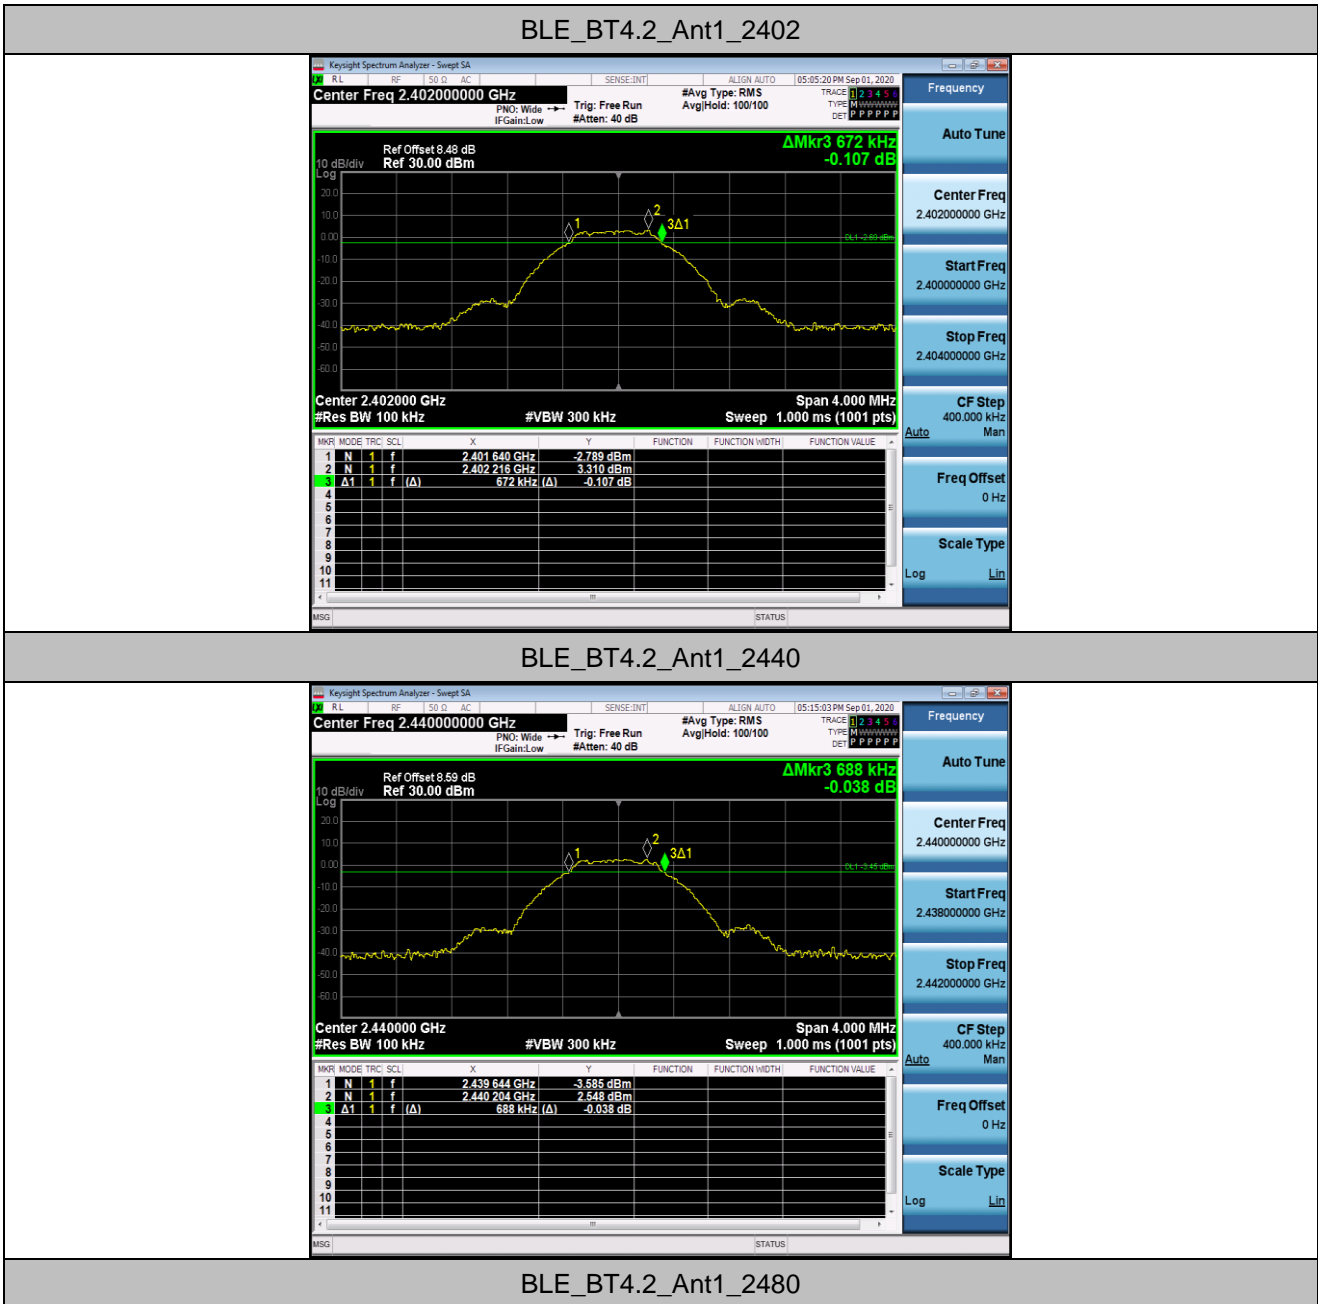 BLE_BT4.2_Ant1_2402
Keysight Spectrum Analyzer - Swept SA
RL RF 50 Ω AC SENSE:INT ALIGN AUTO 05:05:20 PM Sep 01, 2020
Center Freq 2.402000000 GHz #Avg Type: RMS TRACE 1 2 3 4 5 6
PNO: Wide Trig: Free Run Avg|Hold: 100/100 TYPE M WWWWW
IFGain:Low #Atten: 40 dB DET P P P P P P
Frequency
Auto Tune
ΔMkr3 672 kHz
Ref Offset 8.48 dB
-0.107 dB
10 dB/div Ref 30.00 dBm
Log
20.0
10.0
0.00
-10.0
-20.0
-30.0
-40.0
-50.0
-60.0
1
2
3Δ1
DL1 -2.69 dBm
Center Freq
2.402000000 GHz
Start Freq
2.400000000 GHz
Stop Freq
2.404000000 GHz
Center 2.402000 GHz Span 4.000 MHz
#Res BW 100 kHz #VBW 300 kHz Sweep 1.000 ms (1001 pts)
CF Step
400.000 kHz
Auto Man
MKR MODE TRC SCL X Y FUNCTION FUNCTION WIDTH FUNCTION VALUE
1 N 1 f 2.401 640 GHz -2.789 dBm
2 N 1 f 2.402 216 GHz 3.310 dBm
3 Δ1 1 f (Δ) 672 kHz (Δ) -0.107 dB
4
5
6
7
8
9
10
11
Freq Offset
0 Hz
Scale Type
Log Lin
MSG STATUS
BLE_BT4.2_Ant1_2440
Keysight Spectrum Analyzer - Swept SA
RL RF 50 Ω AC SENSE:INT ALIGN AUTO 05:15:03 PM Sep 01, 2020
Center Freq 2.440000000 GHz #Avg Type: RMS TRACE 1 2 3 4 5 6
PNO: Wide Trig: Free Run Avg|Hold: 100/100 TYPE M WWWWW
IFGain:Low #Atten: 40 dB DET P P P P P P
Frequency
Auto Tune
ΔMkr3 688 kHz
Ref Offset 8.59 dB
-0.038 dB
10 dB/div Ref 30.00 dBm
Log
20.0
10.0
0.00
-10.0
-20.0
-30.0
-40.0
-50.0
-60.0
1
2
3Δ1
DL1 -3.45 dBm
Center Freq
2.440000000 GHz
Start Freq
2.438000000 GHz
Stop Freq
2.442000000 GHz
Center 2.440000 GHz Span 4.000 MHz
#Res BW 100 kHz #VBW 300 kHz Sweep 1.000 ms (1001 pts)
CF Step
400.000 kHz
Auto Man
MKR MODE TRC SCL X Y FUNCTION FUNCTION WIDTH FUNCTION VALUE
1 N 1 f 2.439 644 GHz -3.585 dBm
2 N 1 f 2.440 204 GHz 2.548 dBm
3 Δ1 1 f (Δ) 688 kHz (Δ) -0.038 dB
4
5
6
7
8
9
10
11
Freq Offset
0 Hz
Scale Type
Log Lin
MSG STATUS
BLE_BT4.2_Ant1_2480